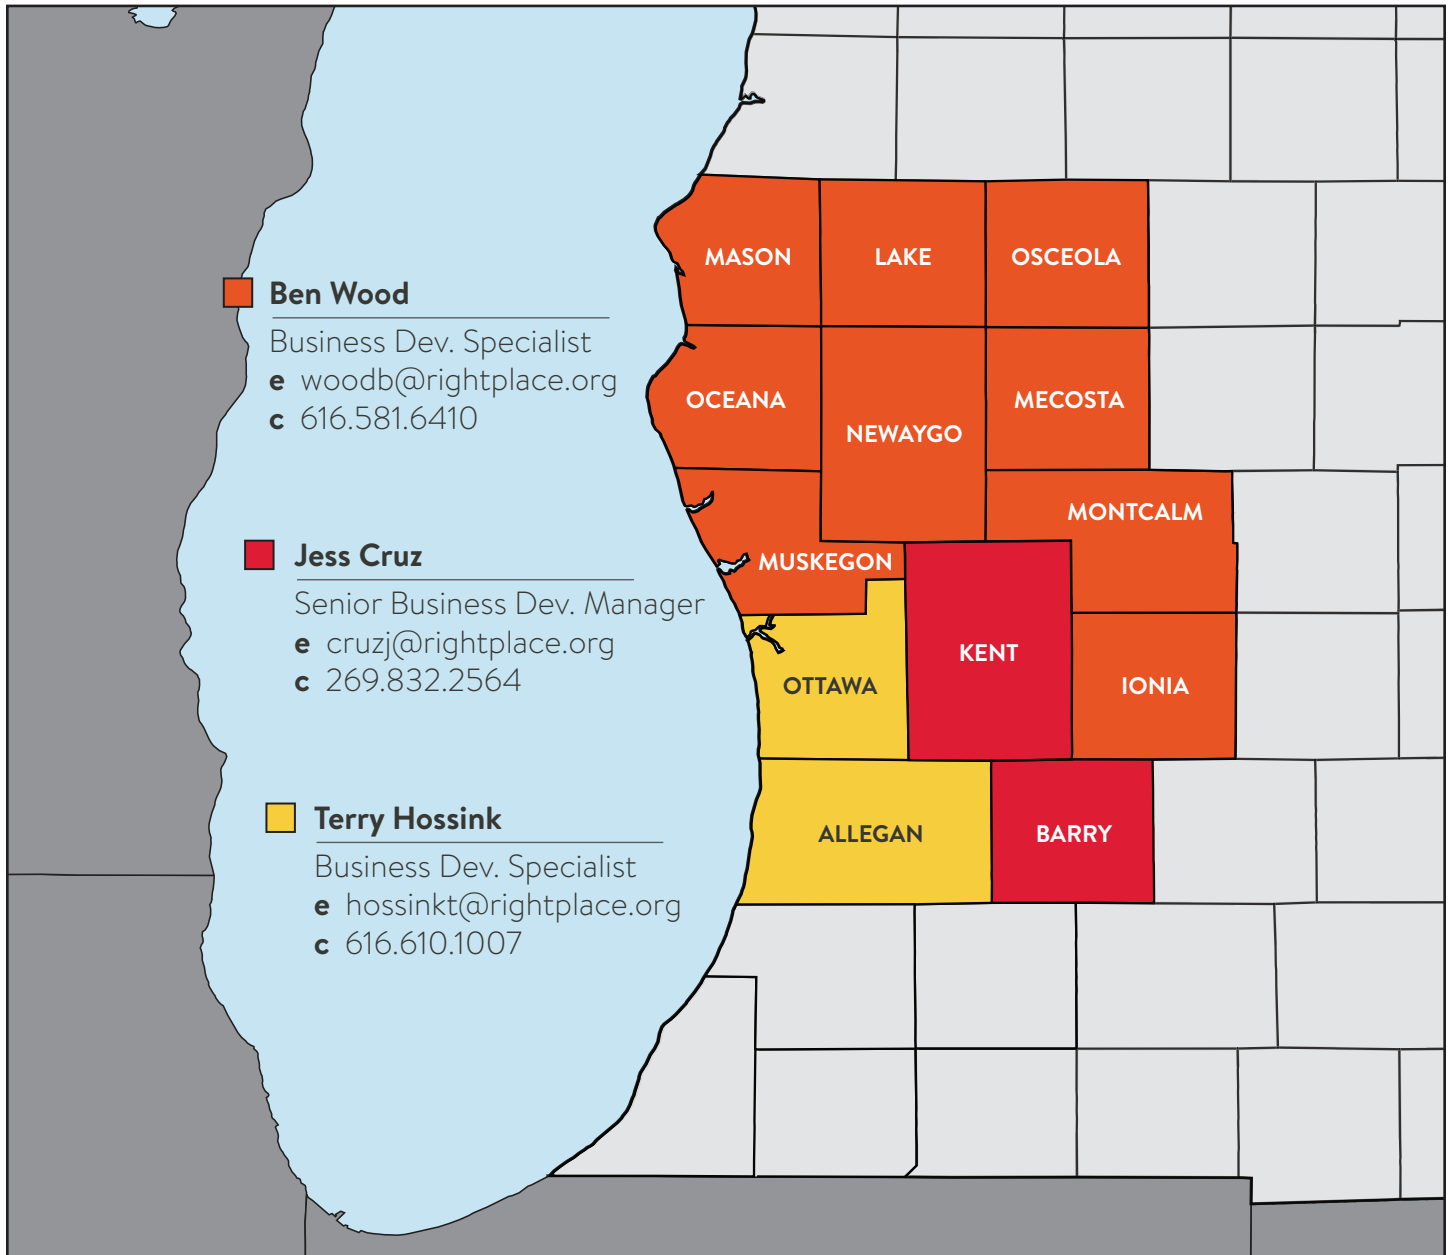 MASON
LAKE
OSCEOLA
Ben Wood
Business Dev. Specialist
e woodb@rightplace.org
c 616.581.6410
OCEANA
NEWAYGO
MECOSTA
MONTCALM
MUSKEGON
Jess Cruz
Senior Business Dev. Manager
e cruzj@rightplace.org
c 269.832.2564
OTTAWA
KENT
IONIA
Terry Hossink
Business Dev. Specialist
e hossinkt@rightplace.org
c 616.610.1007
ALLEGAN
BARRY